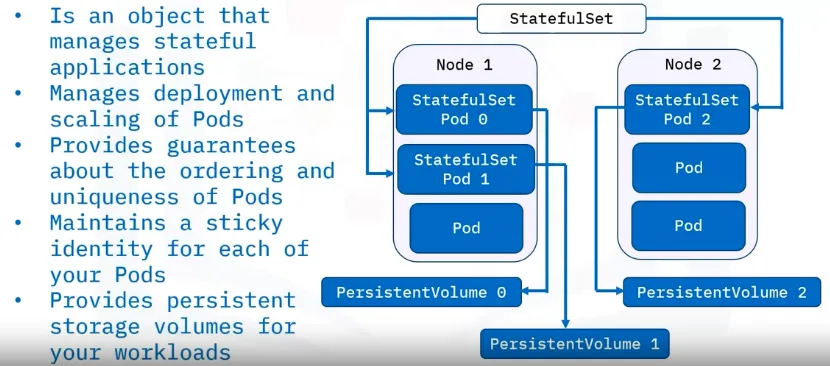 • Is an object that
manages stateful
applications
• Manages deployment and
scaling of Pods
• Provides guarantees
about the ordering and
uniqueness of Pods
• Maintains a sticky
identity for each of
your Pods
• Provides persistent
storage volumes for
your workloads
StatefulSet
Node 1
StatefulSet
Pod 0
StatefulSet
Pod 1
Pod
Node 2
StatefulSet
Pod 2
Pod
Pod
PersistentVolume 0
PersistentVolume 1
PersistentVolume 2